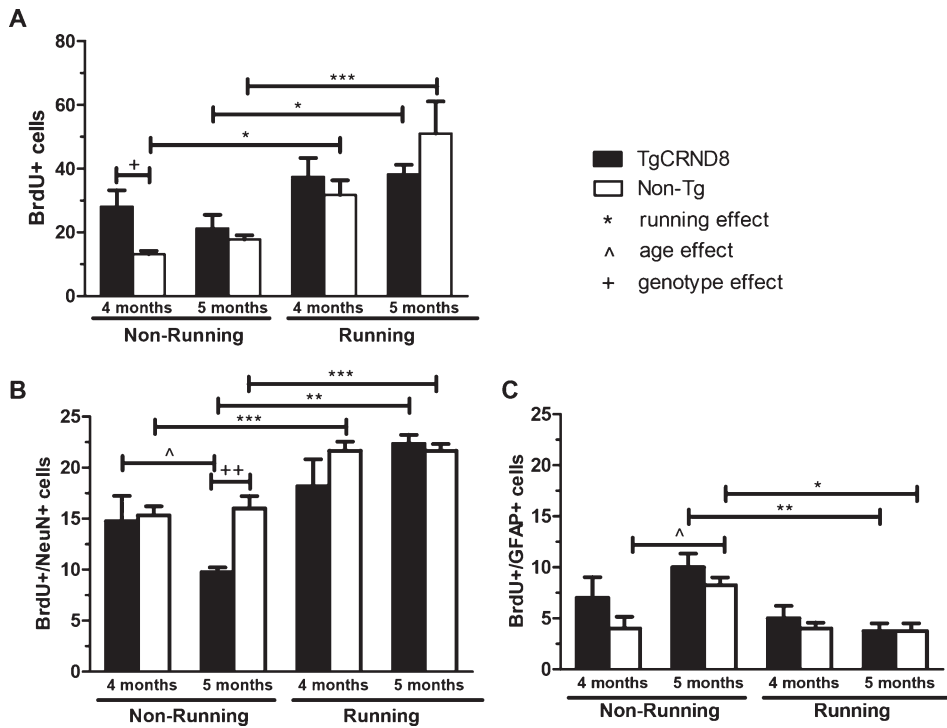 A
80
60
40
20
0
BrdU+ cells
***
*
*
+
4 months 5 months 4 months 5 months
Non-Running Running
TgCRND8
Non-Tg
* running effect
^ age effect
+ genotype effect
B
25
20
15
10
5
0
BrdU+/NeuN+ cells
***
**
***
^
++
4 months 5 months 4 months 5 months
Non-Running Running
C
25
20
15
10
5
0
BrdU+/GFAP+ cells
*
**
^
4 months 5 months 4 months 5 months
Non-Running Running